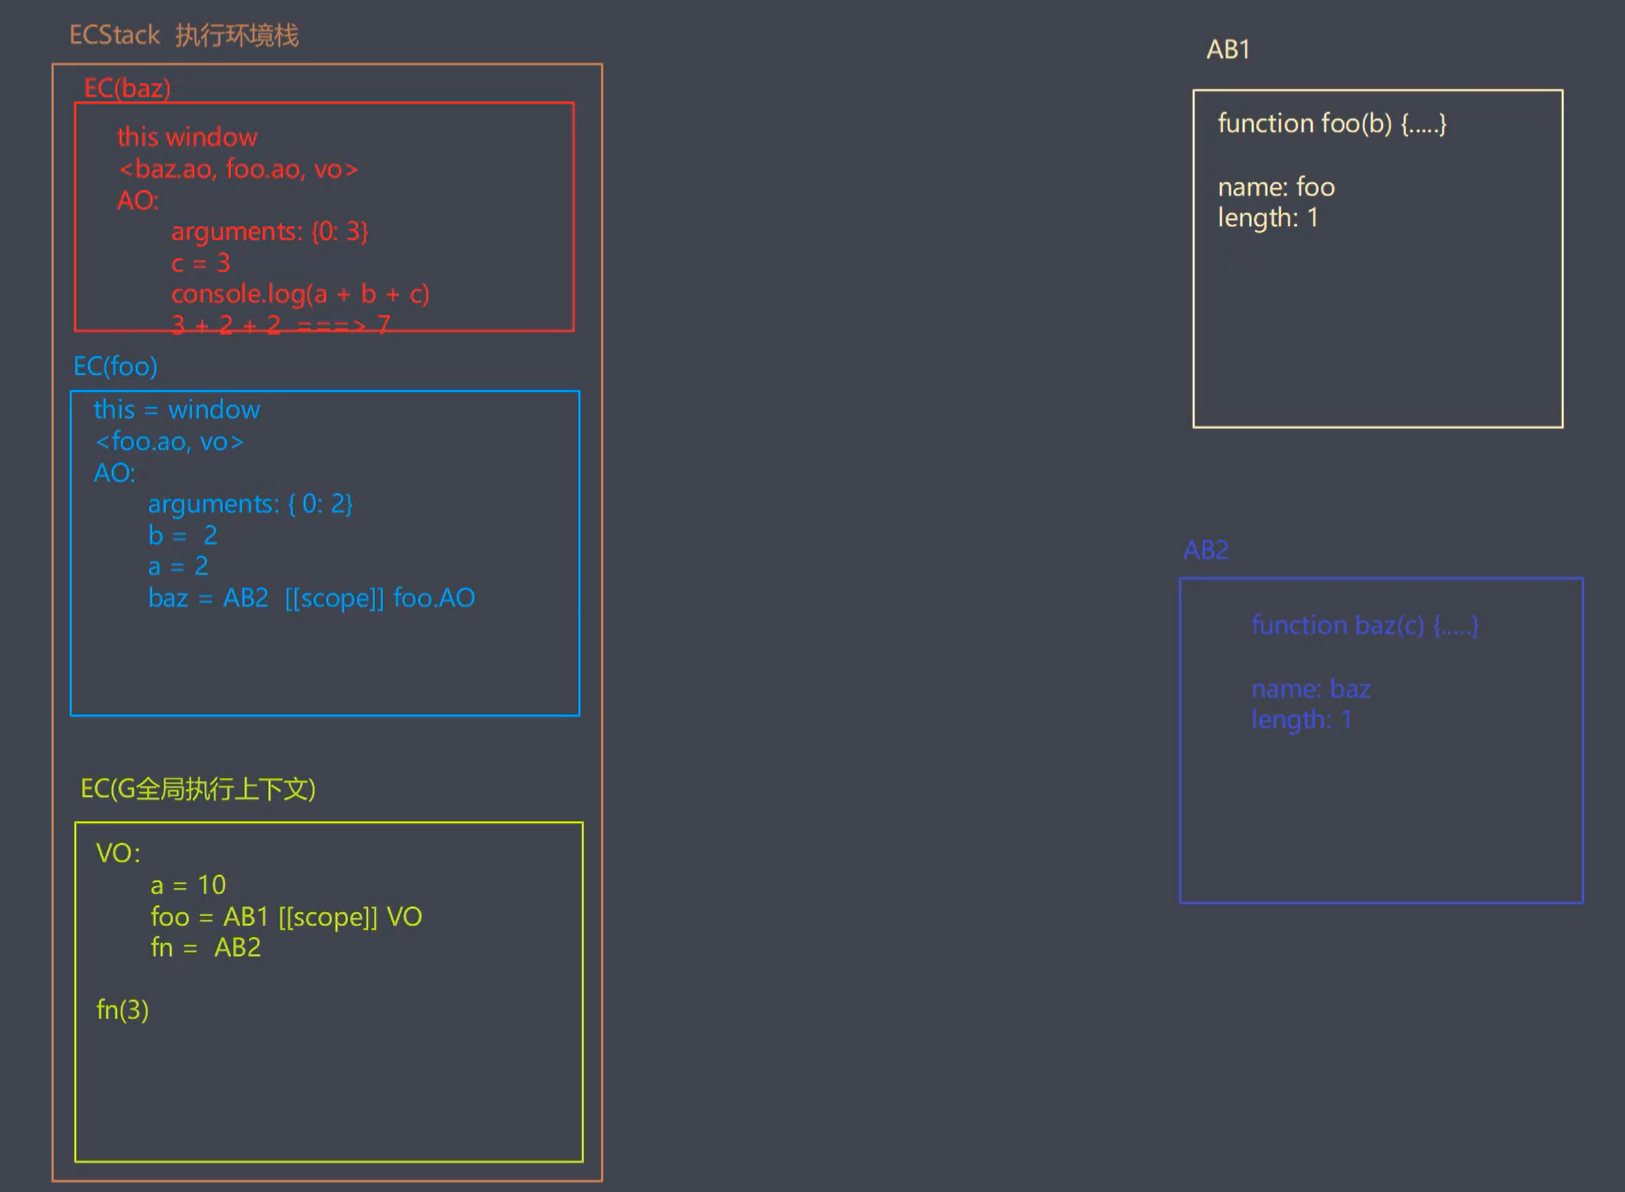 ECStack 执行环境栈
EC(baz)
this window
<baz.ao, foo.ao, vo>
AO:
arguments: {0: 3}
c = 3
console.log(a + b + c)
3 + 2 + 2 ===> 7
EC(foo)
this = window
<foo.ao, vo>
AO:
arguments: { 0: 2}
b = 2
a = 2
baz = AB2 [[scope]] foo.AO
EC(G全局执行上下文)
VO:
a = 10
foo = AB1 [[scope]] VO
fn = AB2
fn(3)
AB1
function foo(b) {.....}
name: foo
length: 1
AB2
function baz(c) {.....}
name: baz
length: 1